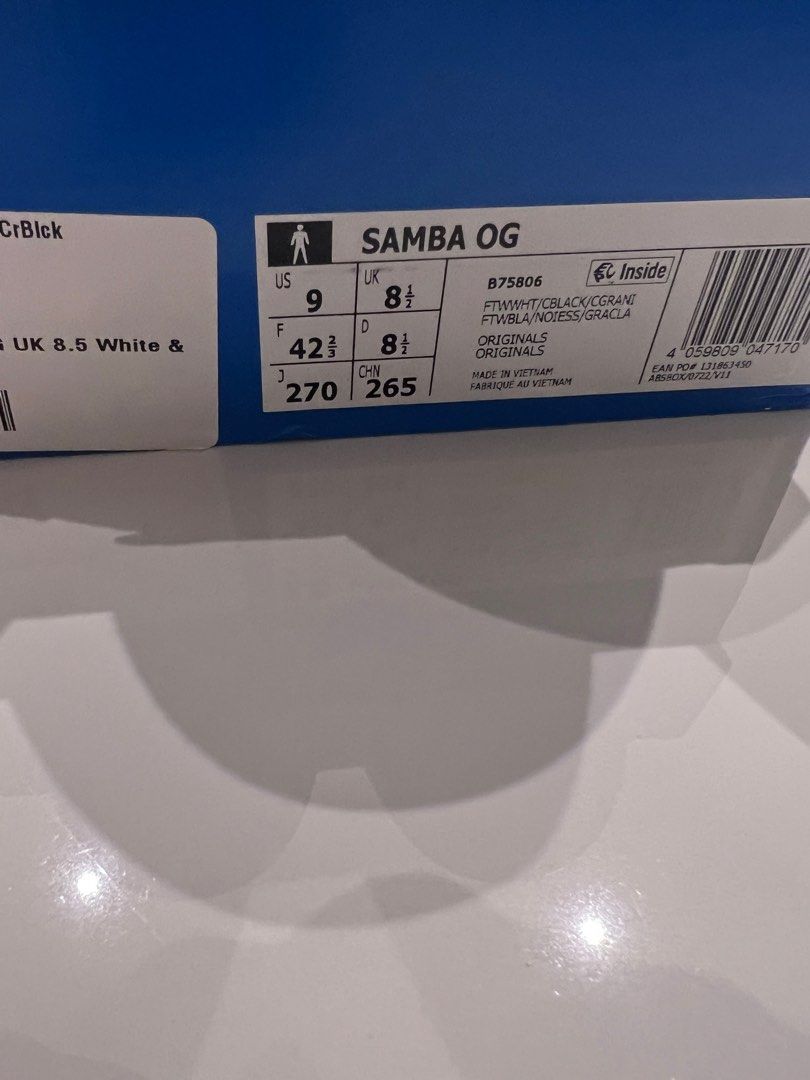 CrBlck
UK 8.5 White &
SAMBA OG
US 9
UK 8½
F 42⅔
D 8½
J 270
CHN 265
B75806
Inside
FTWWHT/CBLACK/CGRANI
FTWBLA/NOIESS/GRACLA
ORIGINALS
ORIGINALS
MADE IN VIETNAM
FABRIQUE AU VIETNAM
4 059809 047170
EAN PO# 131863450
ABSBOX/0722/V11